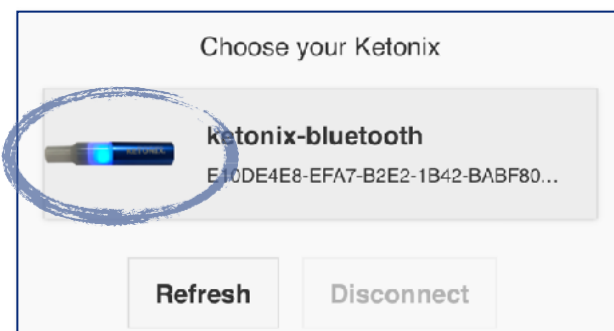 Choose your Ketonix
ketonix-bluetooth
E10DE4E8-EFA7-B2E2-1B42-BABF80...
Refresh
Disconnect